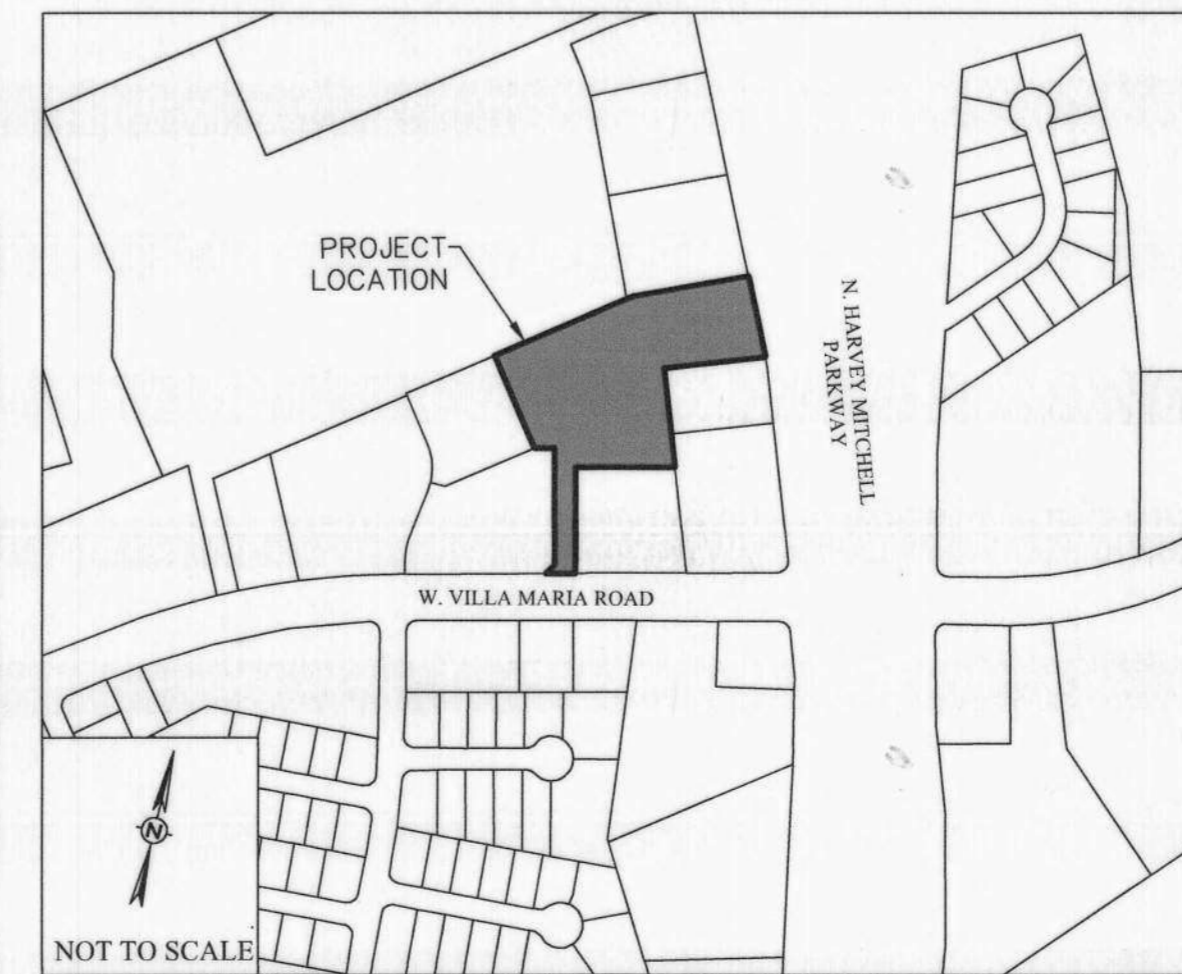 PROJECT
LOCATION
N. HARVEY MITCHELL
PARKWAY
W. VILLA MARIA ROAD
N
NOT TO SCALE